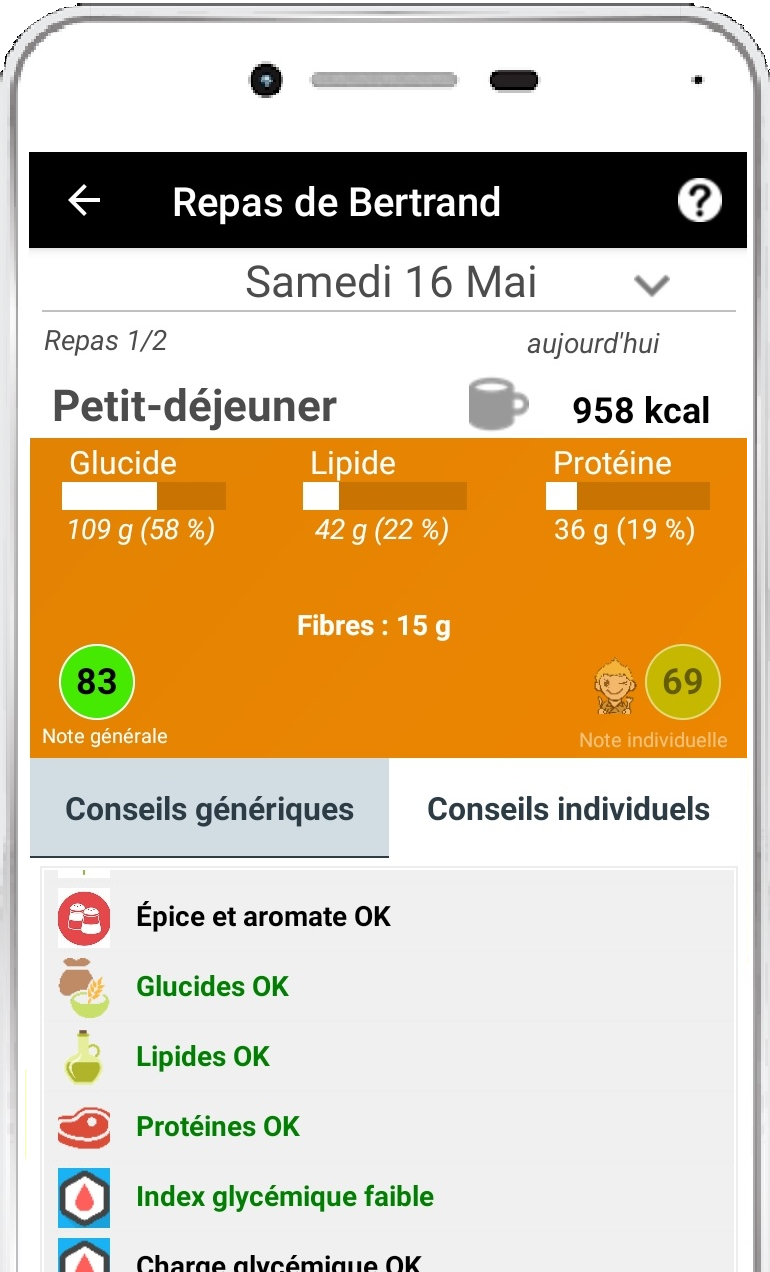 Repas de Bertrand
?
Samedi 16 Mai
Repas 1/2 aujourd'hui
Petit-déjeuner 958 kcal
Glucide Lipide Protéine
109 g (58 %) 42 g (22 %) 36 g (19 %)
Fibres : 15 g
83 69
Note générale Note individuelle
Conseils génériques Conseils individuels
Épice et aromate OK
Glucides OK
Lipides OK
Protéines OK
Index glycémique faible
Charge glycémique OK